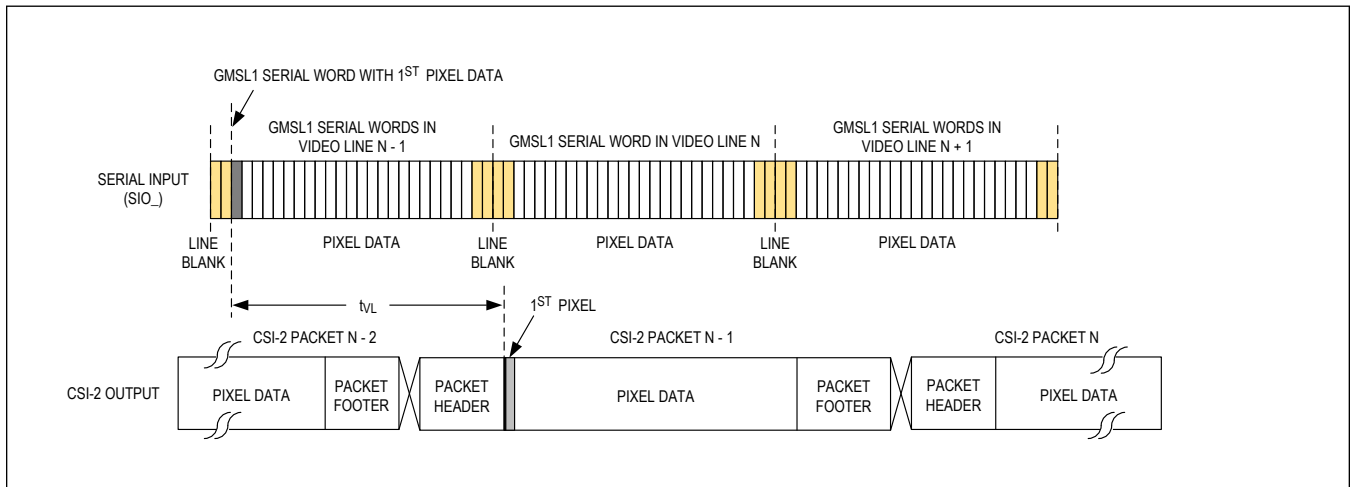 GMSL1 SERIAL WORD WITH 1ST PIXEL DATA
GMSL1 SERIAL WORDS IN
VIDEO LINE N - 1
GMSL1 SERIAL WORD IN VIDEO LINE N
GMSL1 SERIAL WORDS IN
VIDEO LINE N + 1
SERIAL INPUT
(SIO_)
LINE
BLANK
PIXEL DATA
LINE
BLANK
PIXEL DATA
LINE
BLANK
PIXEL DATA
tVL
1ST PIXEL
CSI-2 PACKET N - 2
CSI-2 PACKET N - 1
CSI-2 PACKET N
CSI-2 OUTPUT
PIXEL DATA
PACKET
FOOTER
PACKET
HEADER
PIXEL DATA
PACKET
FOOTER
PACKET
HEADER
PIXEL DATA